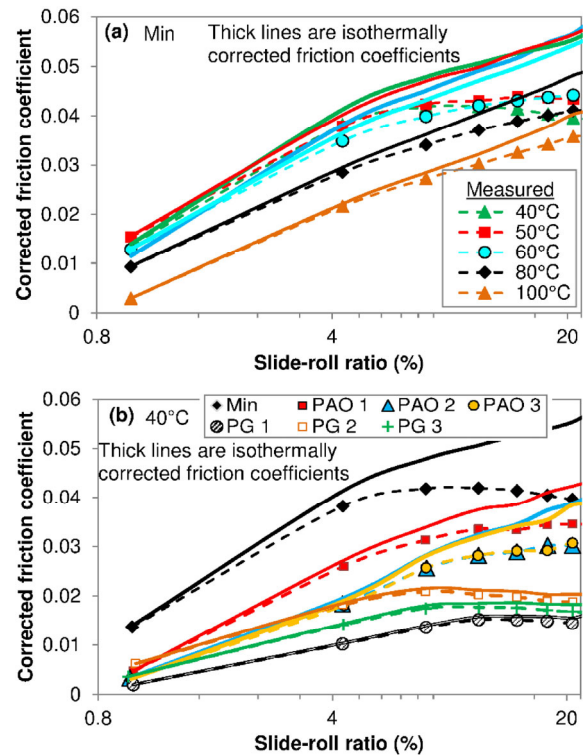 (a) Min Thick lines are isothermally
corrected friction coefficients
Corrected friction coefficient
0.06
0.05
0.04
0.03
0.02
0.01
0
Measured
40°C
50°C
60°C
80°C
100°C
0.8 4 20
Slide-roll ratio (%)
(b) 40°C
Min PAO 1 PAO 2 PAO 3
PG 1 PG 2 PG 3
Thick lines are isothermally
corrected friction coefficients
Corrected friction coefficient
0.06
0.05
0.04
0.03
0.02
0.01
0
0.8 4 20
Slide-roll ratio (%)